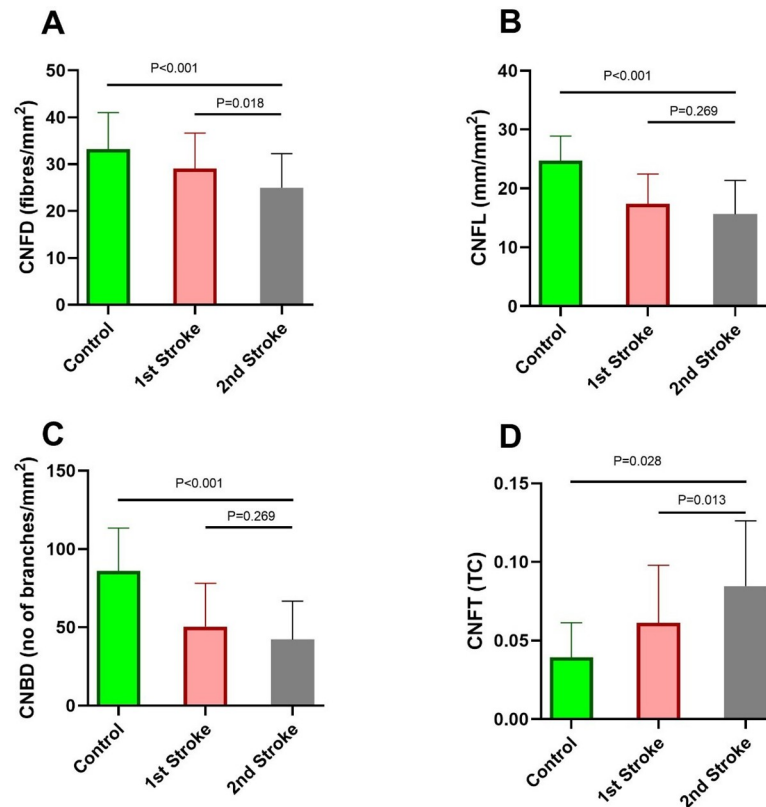 A
P<0.001
P=0.018
50
40
30
20
10
0
CNFD (fibres/mm²)
Control
1st Stroke
2nd Stroke
B
P<0.001
P=0.269
40
30
20
10
0
CNFL (mm/mm²)
Control
1st Stroke
2nd Stroke
C
P<0.001
P=0.269
150
100
50
0
CNBD (no of branches/mm²)
Control
1st Stroke
2nd Stroke
D
P=0.028
P=0.013
0.15
0.10
0.05
0.00
CNFT (TC)
Control
1st Stroke
2nd Stroke